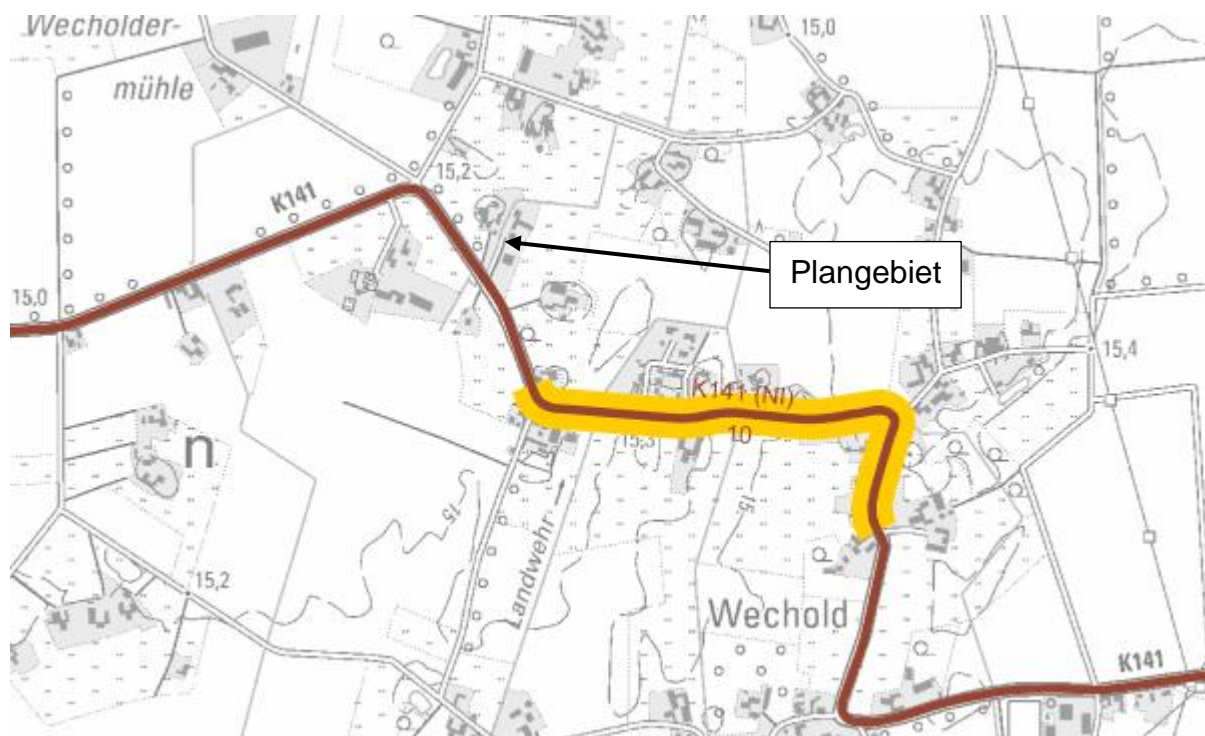 Wecholder-
mühle
15,0
15,2
K141
Plangebiet
15,0
15,4
K141 (NI)
10
15,3
n
15
15
Landwehr
15,2
Wechold
K141